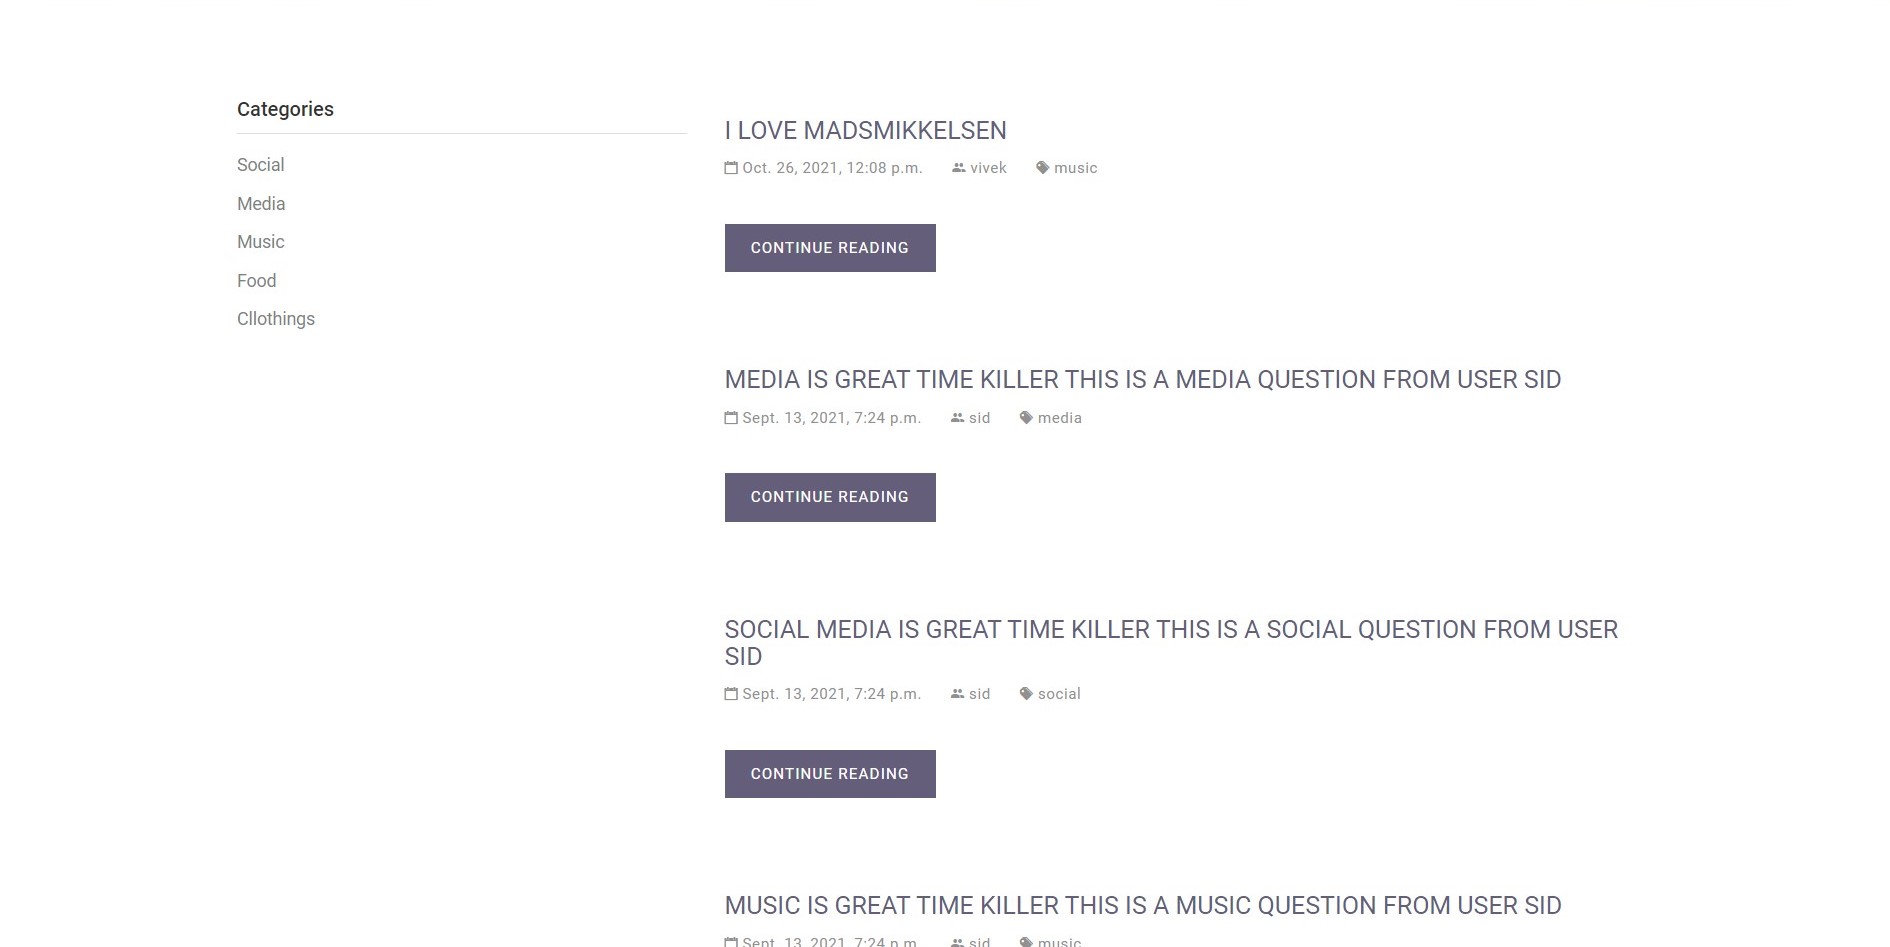 Categories
Social
Media
Music
Food
Cllothings
I LOVE MADSMIKKELSEN
Oct. 26, 2021, 12:08 p.m. vivek music
CONTINUE READING
MEDIA IS GREAT TIME KILLER THIS IS A MEDIA QUESTION FROM USER SID
Sept. 13, 2021, 7:24 p.m. sid media
CONTINUE READING
SOCIAL MEDIA IS GREAT TIME KILLER THIS IS A SOCIAL QUESTION FROM USER
SID
Sept. 13, 2021, 7:24 p.m. sid social
CONTINUE READING
MUSIC IS GREAT TIME KILLER THIS IS A MUSIC QUESTION FROM USER SID
Sept. 13, 2021, 7:24 p.m. sid music